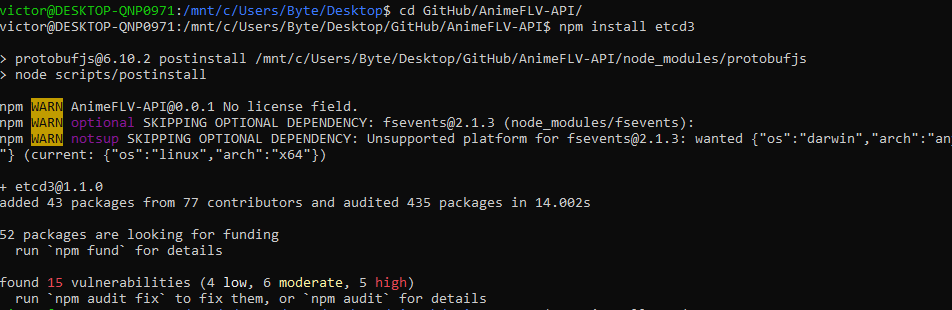 victor@DESKTOP-QNP0971:/mnt/c/Users/Byte/Desktop$ cd GitHub/AnimeFLV-API/
victor@DESKTOP-QNP0971:/mnt/c/Users/Byte/Desktop/GitHub/AnimeFLV-API$ npm install etcd3
> protobufjs@6.10.2 postinstall /mnt/c/Users/Byte/Desktop/GitHub/AnimeFLV-API/node_modules/protobufjs
> node scripts/postinstall
npm WARN AnimeFLV-API@0.0.1 No license field.
npm WARN optional SKIPPING OPTIONAL DEPENDENCY: fsevents@2.1.3 (node_modules/fsevents):
npm WARN notsup SKIPPING OPTIONAL DEPENDENCY: Unsupported platform for fsevents@2.1.3: wanted {"os":"darwin","arch":"an
"} (current: {"os":"linux","arch":"x64"})
+ etcd3@1.1.0
added 43 packages from 77 contributors and audited 435 packages in 14.002s
52 packages are looking for funding
run `npm fund` for details
found 15 vulnerabilities (4 low, 6 moderate, 5 high)
run `npm audit fix` to fix them, or `npm audit` for details